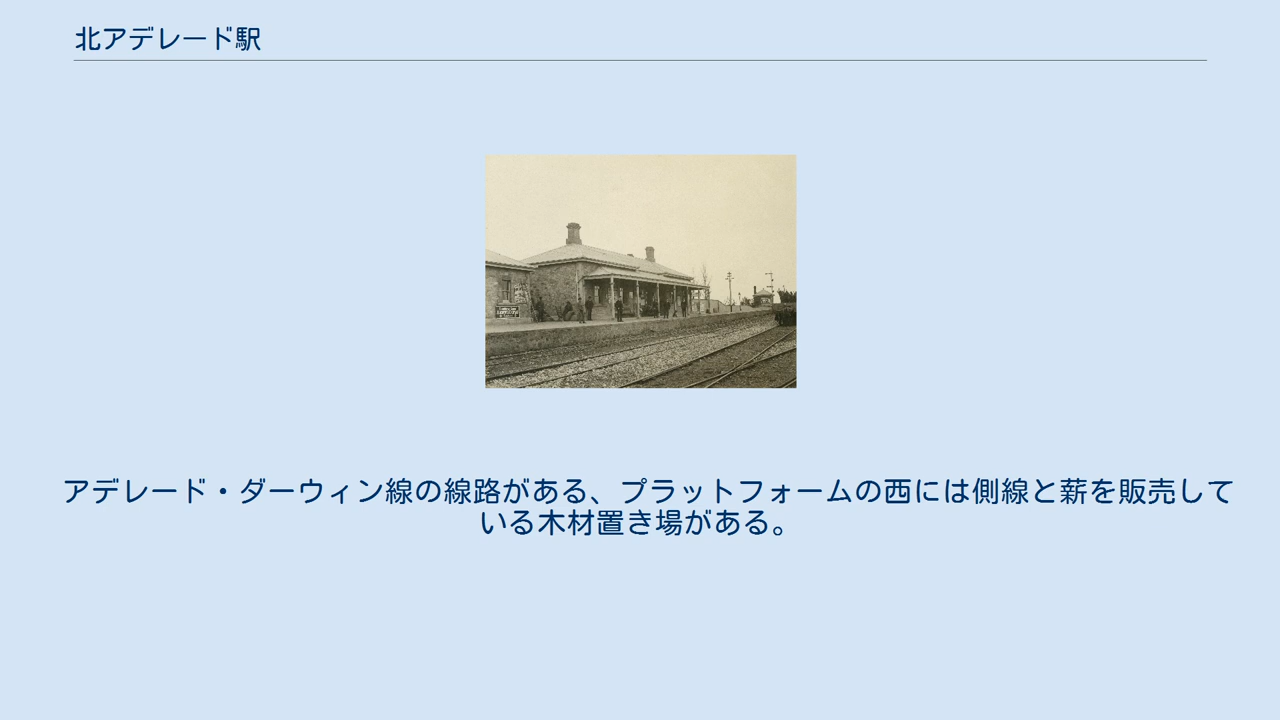 北アデレード駅
アデレード・ダーウィン線の線路がある、プラットフォームの西には側線と薪を販売して
いる木材置き場がある。